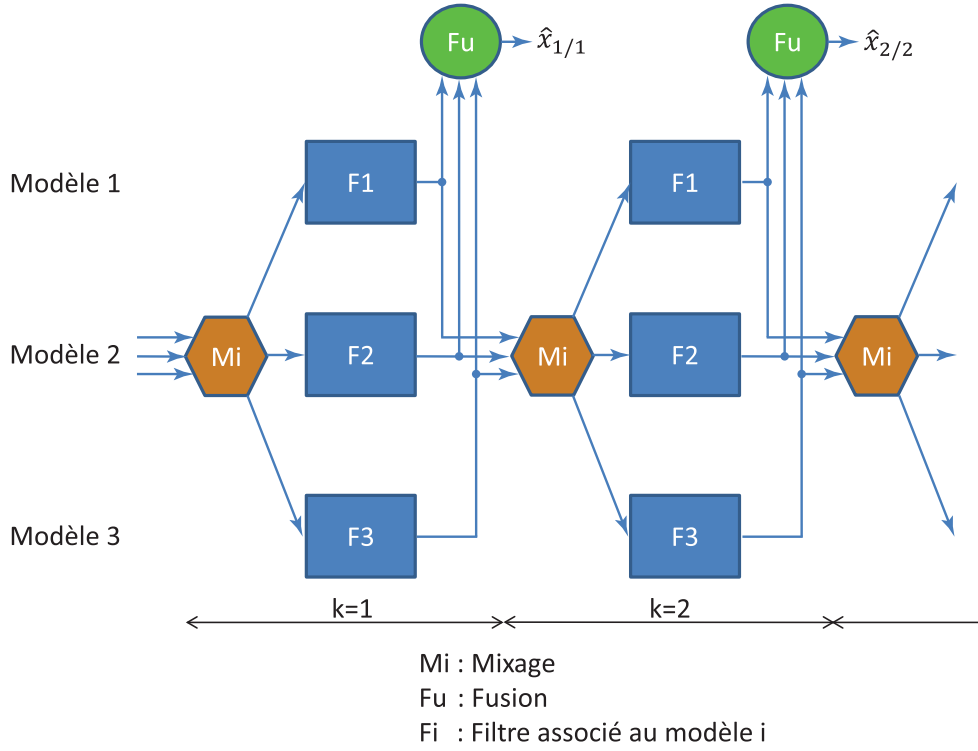 Fu x̂1/1 Fu x̂2/2
Modèle 1 F1 F1
Modèle 2 Mi F2 Mi F2 Mi
Modèle 3 F3 F3
k=1 k=2
Mi : Mixage
Fu : Fusion
Fi : Filtre associé au modèle i